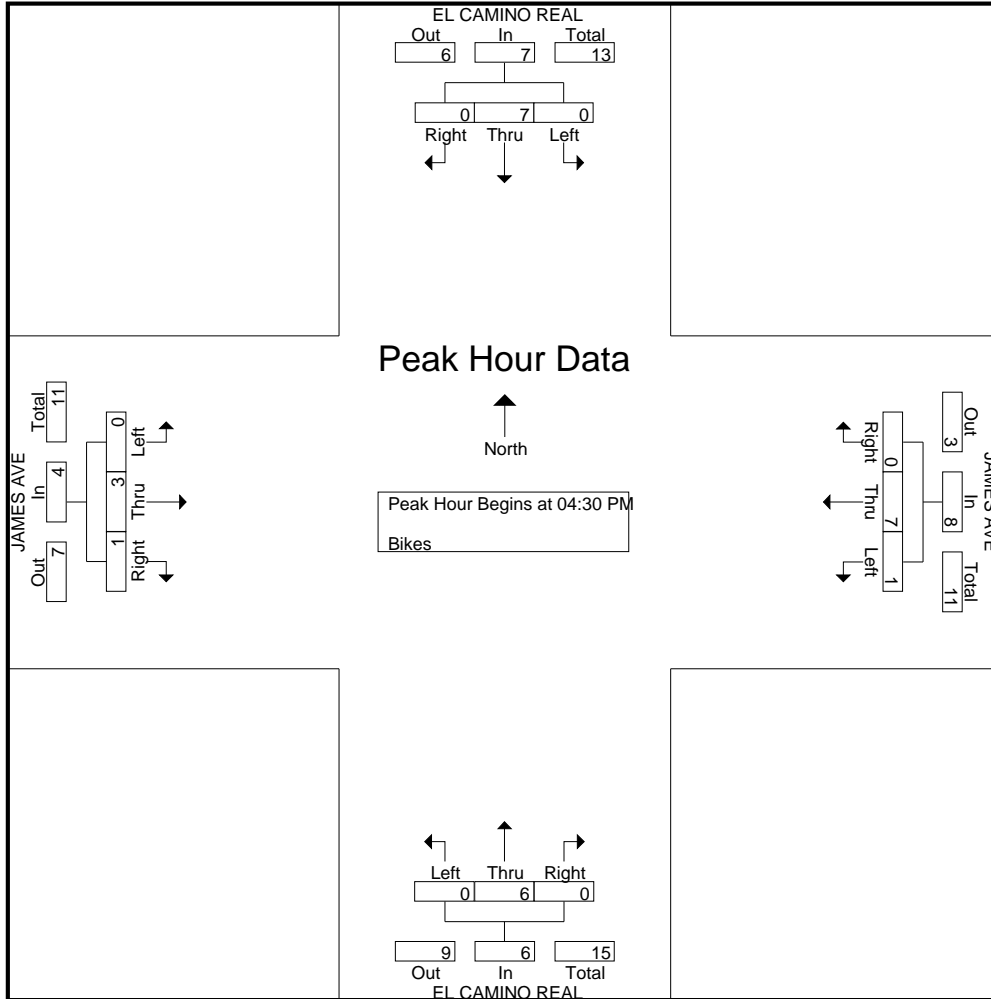 EL CAMINO REAL
Out In Total
6 7 13
0 7 0
Right Thru Left
Peak Hour Data
North
Peak Hour Begins at 04:30 PM
Bikes
JAMES AVE
Out In Total
7 4 11
1 3 0
Right Thru Left
JAMES AVE
Out In Total
3 8 11
0 7 1
Right Thru Left
Left Thru Right
0 6 0
9 6 15
Out In Total
EL CAMINO REAL